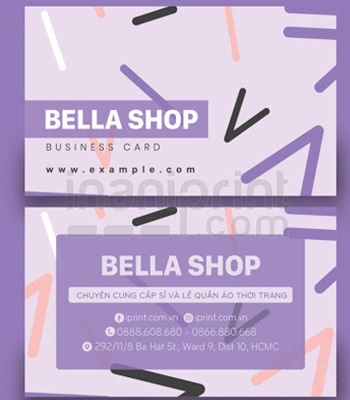 BELLA SHOP
BUSINESS CARD
www.example.com
inaniprint
.com
BELLA SHOP
CHUYÊN CUNG CẤP SỈ VÀ LẺ QUẦN ÁO THỜI TRANG
iprint.com.vn iprint.com.vn
0888.608.680 - 0866.880.668
292/11/8 Ba Hat St., Ward 9, Dist 10, HCMC